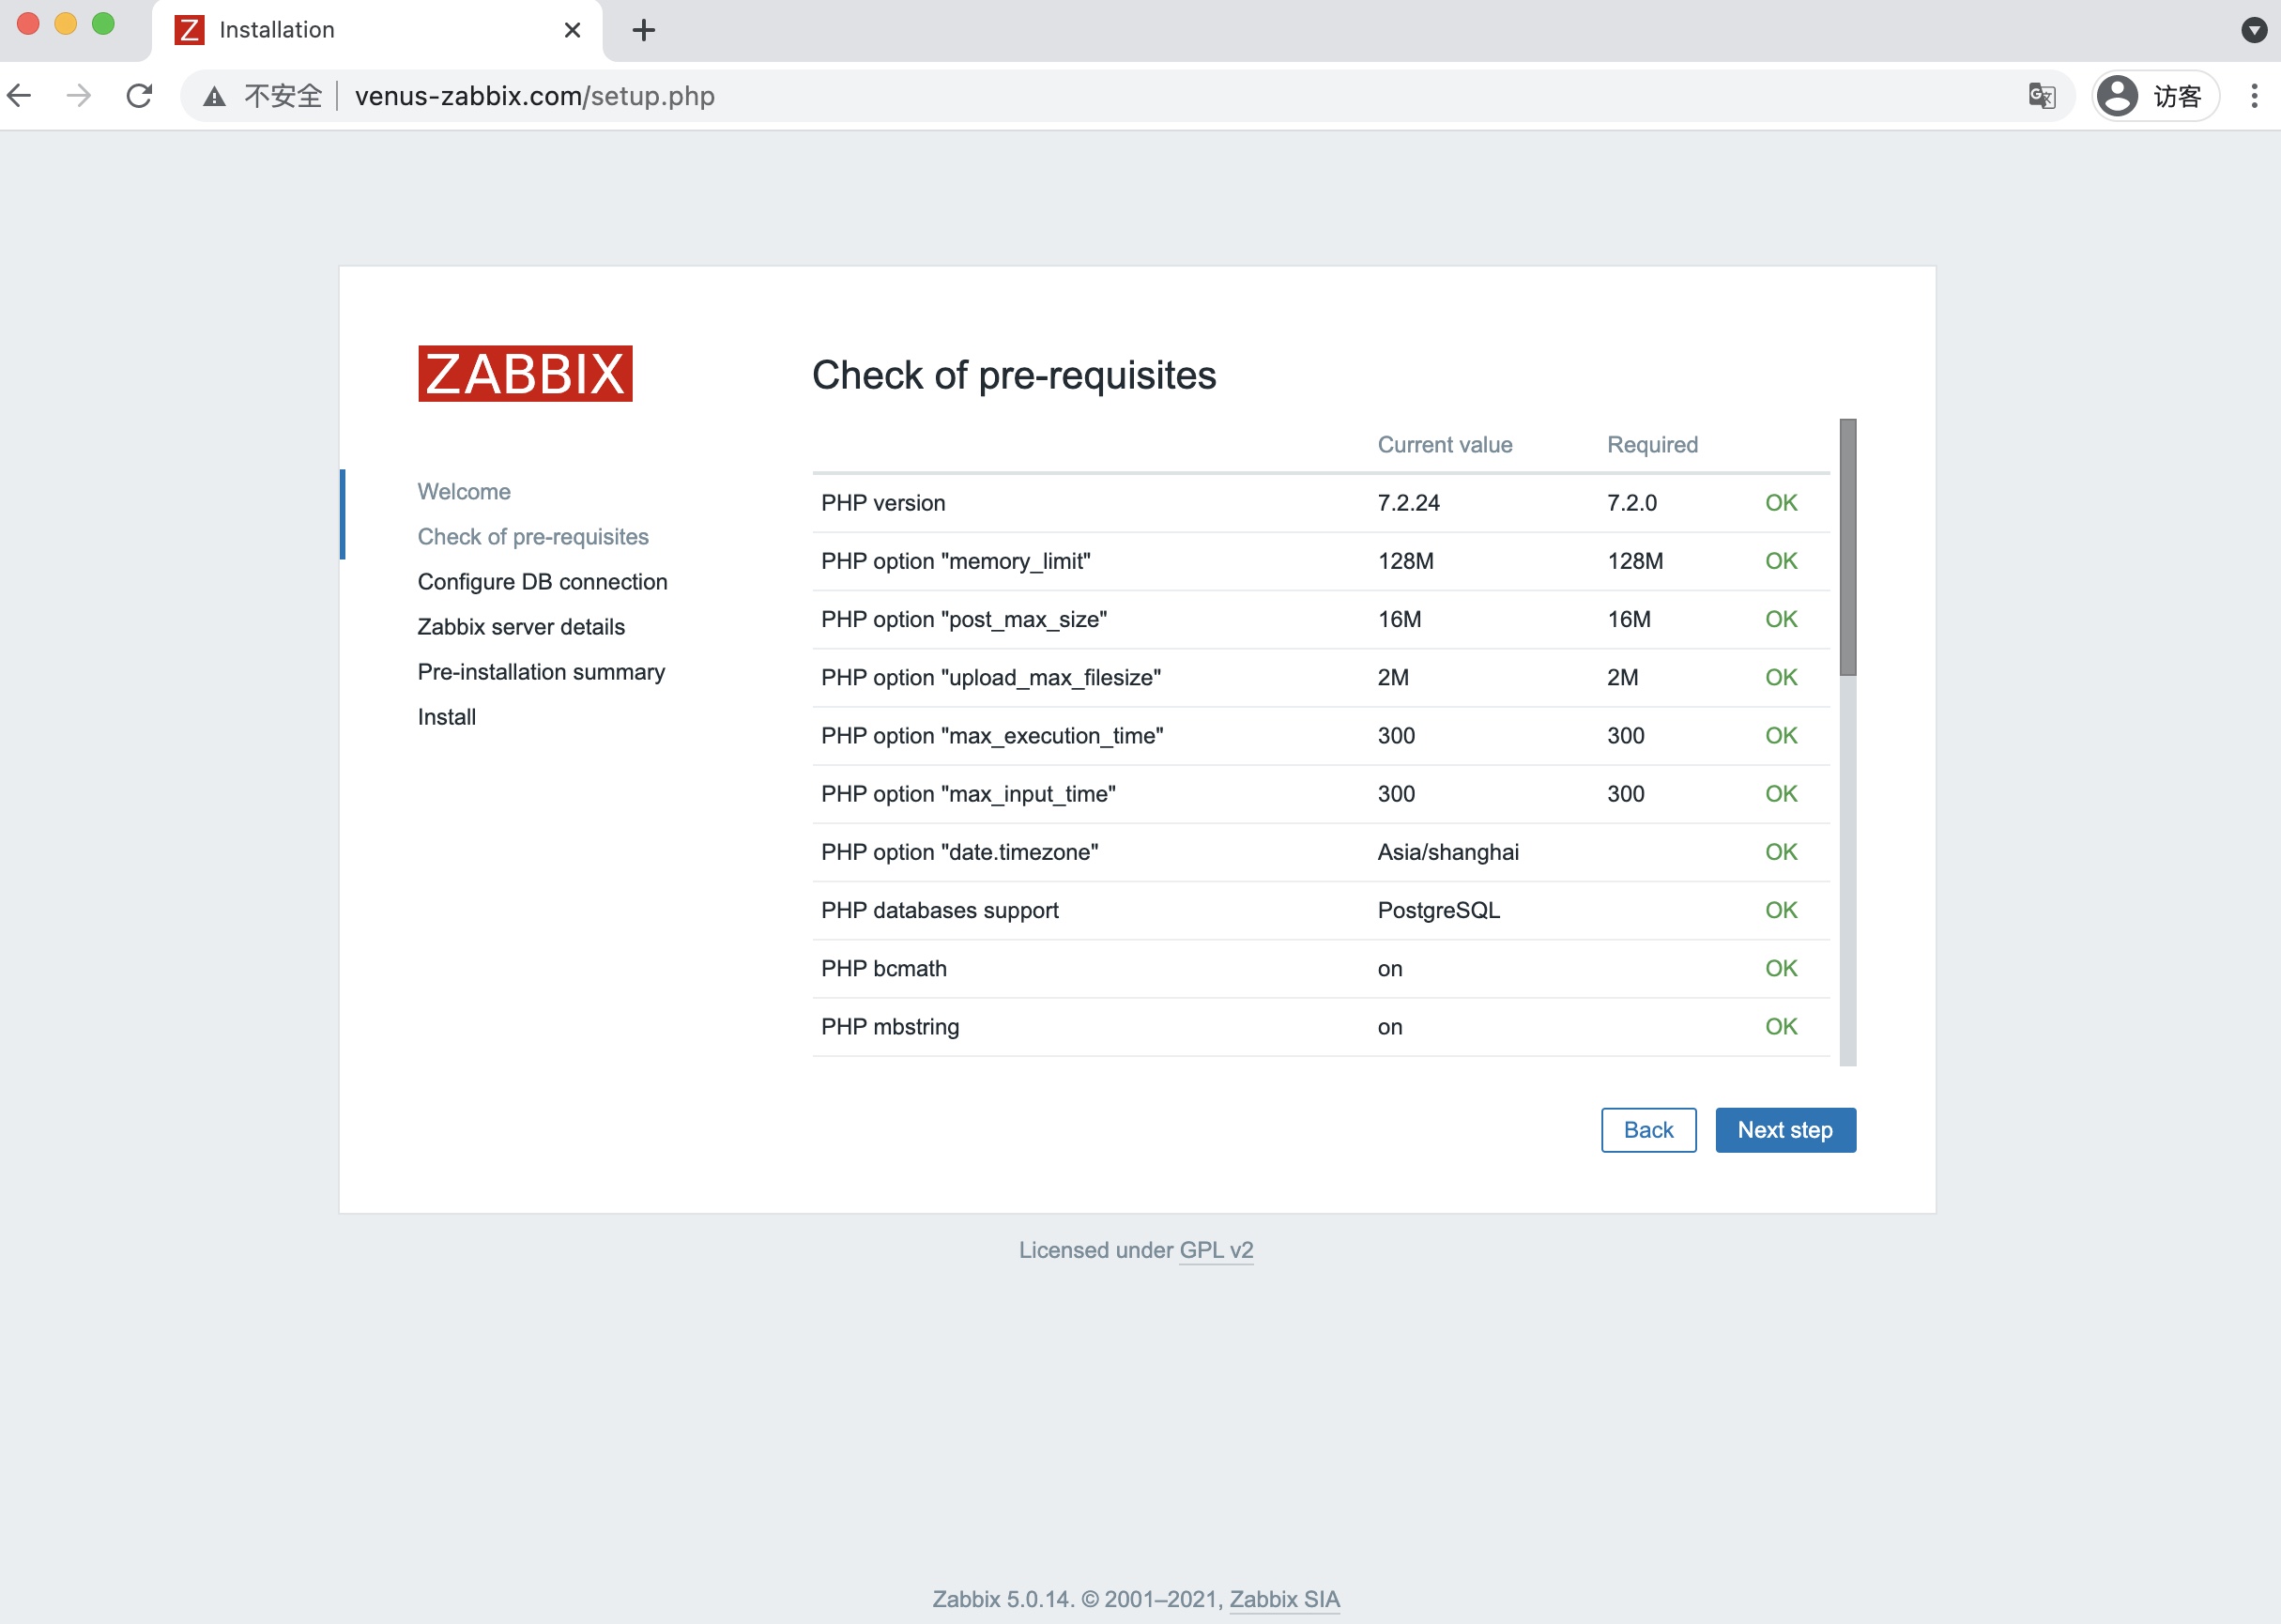 Installation
不安全 venus-zabbix.com/setup.php 访客
ZABBIX
Welcome
Check of pre-requisites
Configure DB connection
Zabbix server details
Pre-installation summary
Install
Check of pre-requisites
Current value Required
PHP version 7.2.24 7.2.0 OK
PHP option "memory_limit" 128M 128M OK
PHP option "post_max_size" 16M 16M OK
PHP option "upload_max_filesize" 2M 2M OK
PHP option "max_execution_time" 300 300 OK
PHP option "max_input_time" 300 300 OK
PHP option "date.timezone" Asia/shanghai OK
PHP databases support PostgreSQL OK
PHP bcmath on OK
PHP mbstring on OK
Back Next step
Licensed under GPL v2
Zabbix 5.0.14. © 2001–2021, Zabbix SIA